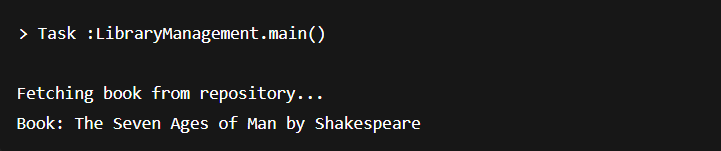 > Task :LibraryManagement.main()
Fetching book from repository...
Book: The Seven Ages of Man by Shakespeare